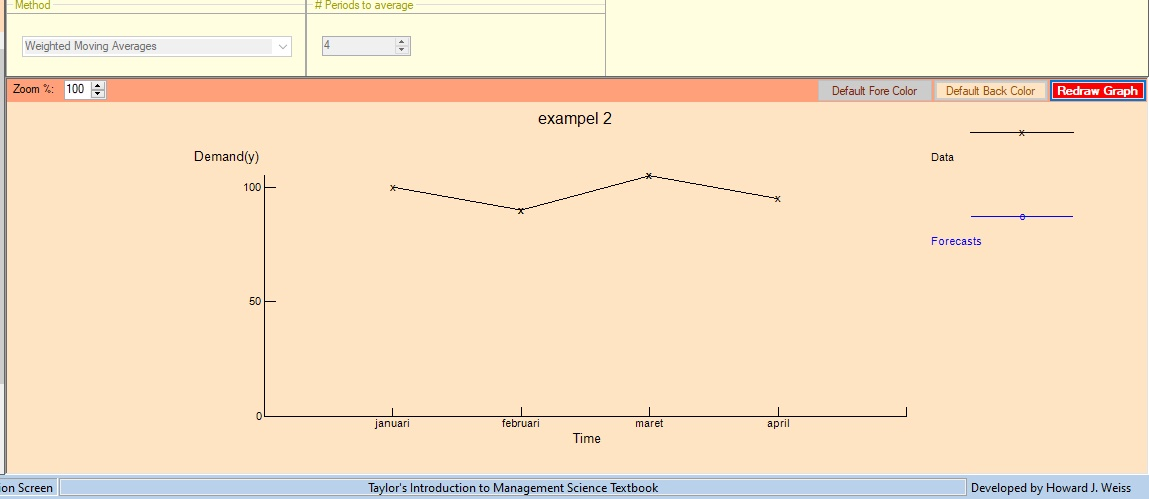 Method
# Periods to average
Weighted Moving Averages
4
Zoom %: 100
Default Fore Color
Default Back Color
Redraw Graph
exampel 2
Demand(y)
100
50
0
januari
februari
maret
april
Time
x
Data
o
Forecasts
ion Screen
Taylor's Introduction to Management Science Textbook
Developed by Howard J. Weiss